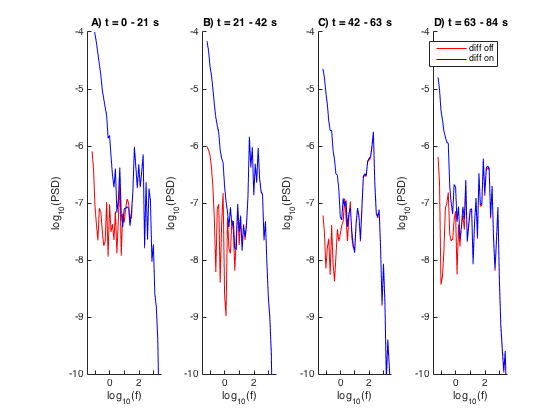 A) t = 0 - 21 s
B) t = 21 - 42 s
C) t = 42 - 63 s
D) t = 63 - 84 s
diff off
diff on
-4
-5
-6
-7
-8
-9
-10
log10(PSD)
0
2
log10(f)
-4
-5
-6
-7
-8
-9
-10
log10(PSD)
0
2
log10(f)
-4
-5
-6
-7
-8
-9
-10
log10(PSD)
0
2
log10(f)
-4
-5
-6
-7
-8
-9
-10
log10(PSD)
0
2
log10(f)